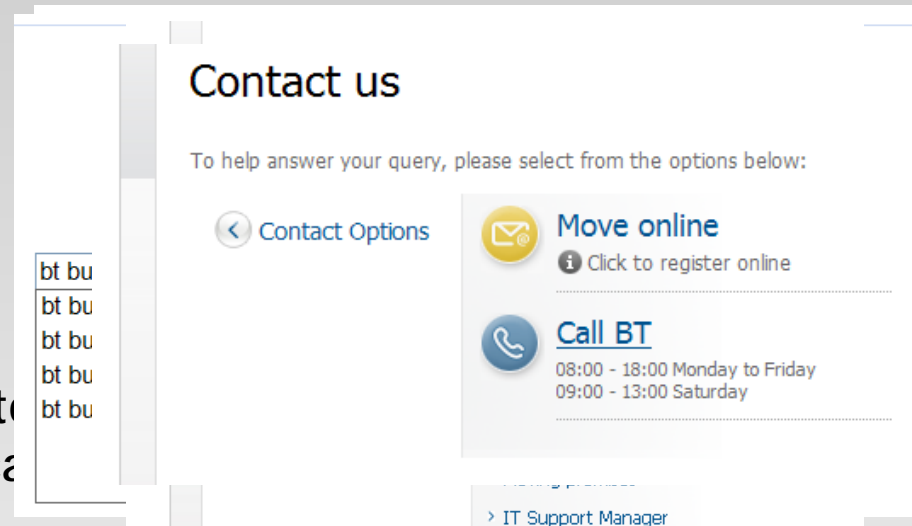 Contact us
To help answer your query, please select from the options below:
Contact Options
Move online
Click to register online
Call BT
08:00 - 18:00 Monday to Friday
09:00 - 13:00 Saturday
bt bu
bt bu
bt bu
bt bu
bt bu
> IT Support Manager